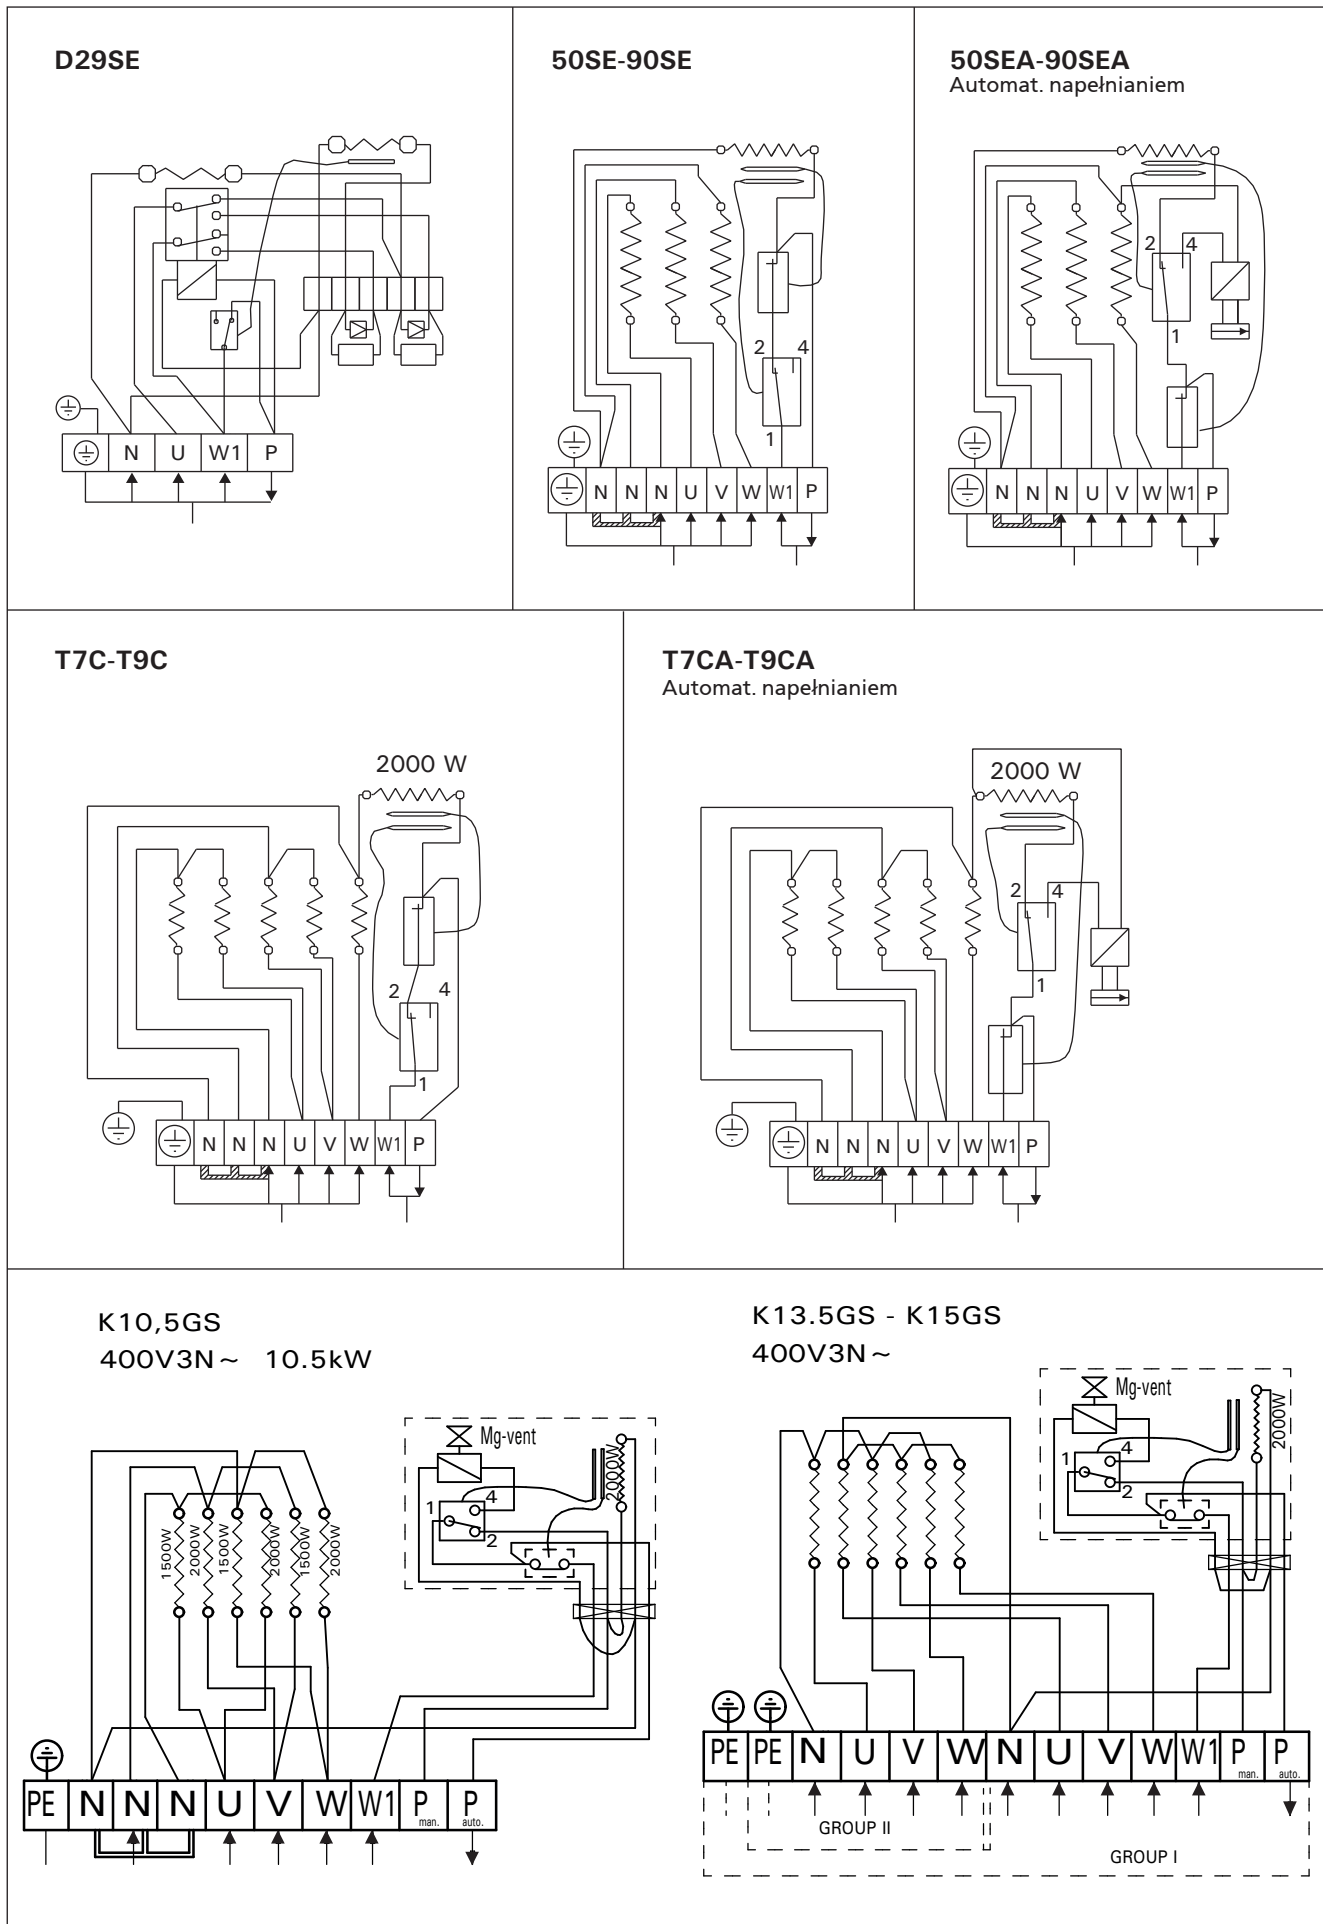 D29SE
N U W1 P
50SE-90SE
2 4
1
N N N U V W W1 P
50SEA-90SEA
Automat. napełnianiem
2 4
1
N N N U V W W1 P
T7C-T9C
2000 W
2 4
1
N N N U V W W1 P
T7CA-T9CA
Automat. napełnianiem
2000 W
2 4
1
N N N U V W W1 P
K10,5GS
400V3N~ 10.5kW
Mg-vent
2000W
4
1
2
1500W 2000W 1500W 2000W 1500W 2000W
PE N N N U V W W1 P P
man. auto.
K13.5GS - K15GS
400V3N~
Mg-vent
2000W
4
1
2
PE PE N U V W N U V W W1 P P
man. auto.
GROUP II
GROUP I